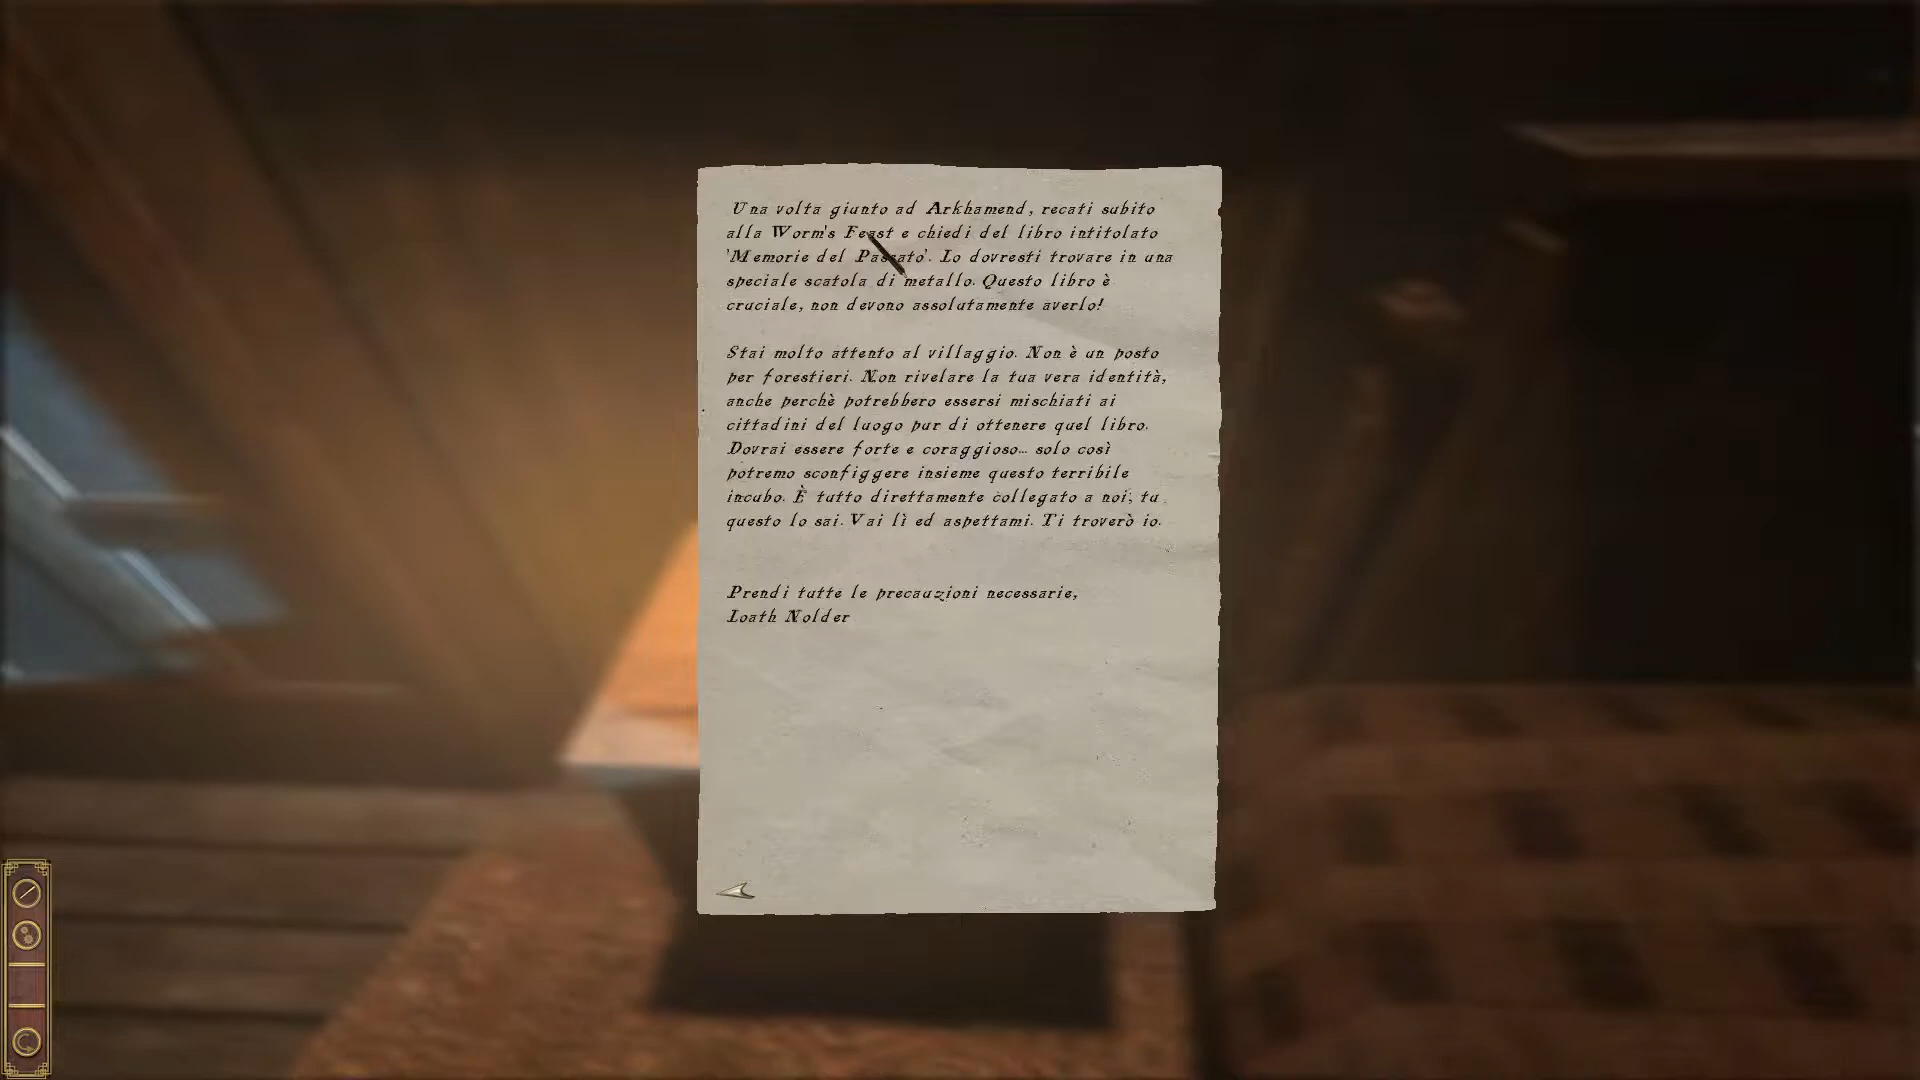 Una volta giunto ad Arkhamend, recati subito
alla Worm's Feast e chiedi del libro intitolato
'Memorie del Passato'. Lo dovresti trovare in una
speciale scatola di metallo. Questo libro è
cruciale, non devono assolutamente averlo!
Stai molto attento al villaggio. Non è un posto
per forestieri. Non rivelare la tua vera identità,
anche perchè potrebbero essersi mischiati ai
cittadini del luogo pur di ottenere quel libro.
Dovrai essere forte e coraggioso... solo così
potremo sconfiggere insieme questo terribile
incubo. È tutto direttamente collegato a noi, tu
questo lo sai. Vai lì ed aspettami. Ti troverò io.
Prendi tutte le precauzioni necessarie,
Loath Nolder